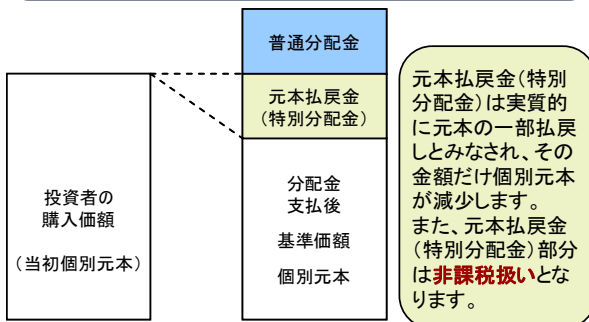 普通分配金
元本払戻金
(特別分配金)
投資者の
購入価額
(当初個別元本)
分配金
支払後
基準価額
個別元本
元本払戻金(特別
分配金)は実質的
に元本の一部払戻
しとみなされ、その
金額だけ個別元本
が減少します。
また、元本払戻金
(特別分配金)部分
は非課税扱いとな
ります。